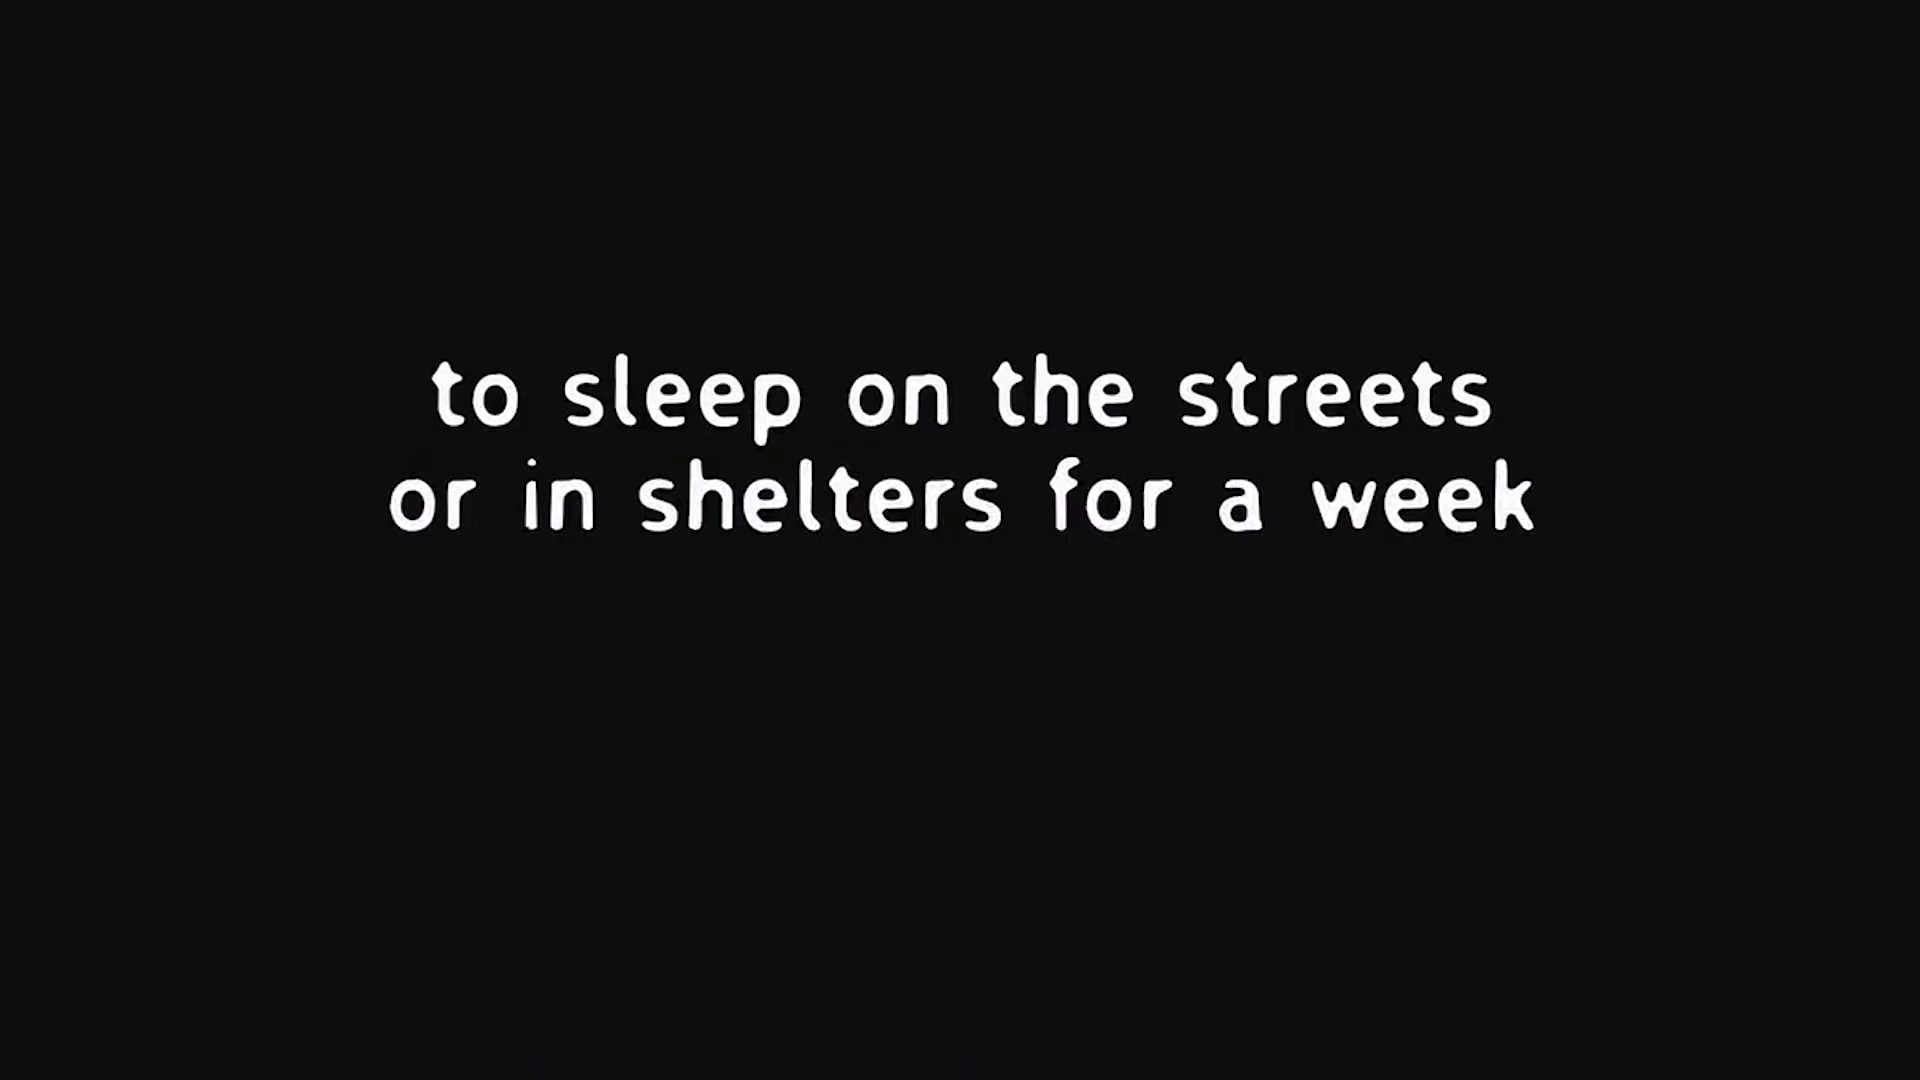 to sleep on the streets
or in shelters for a week